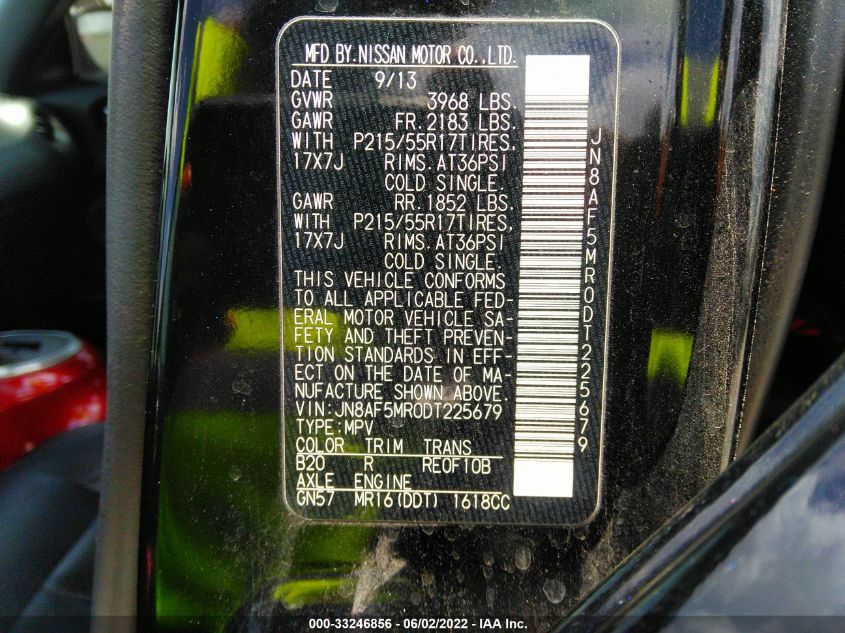 MFD BY.NISSAN MOTOR CO.,LTD.
DATE 9/13
GVWR 3968 LBS.
GAWR FR.2183 LBS.
WITH P215/55R17TIRES,
17X7J RIMS.AT36PSI
COLD SINGLE.
GAWR RR.1852 LBS.
WITH P215/55R17TIRES,
17X7J RIMS.AT36PSI
COLD SINGLE.
THIS VEHICLE CONFORMS
TO ALL APPLICABLE FED-
ERAL MOTOR VEHICLE SA-
FETY AND THEFT PREVEN-
TION STANDARDS IN EFF-
ECT ON THE DATE OF MA-
NUFACTURE SHOWN ABOVE.
VIN:JN8AF5MR0DT225679
TYPE:MPV
COLOR TRIM TRANS
B20 R RE0F10B
AXLE ENGINE
GN57 MR16(DDT) 1618CC
JN8AF5MR0DT225679
000-33246856 - 06/02/2022 - IAA Inc.